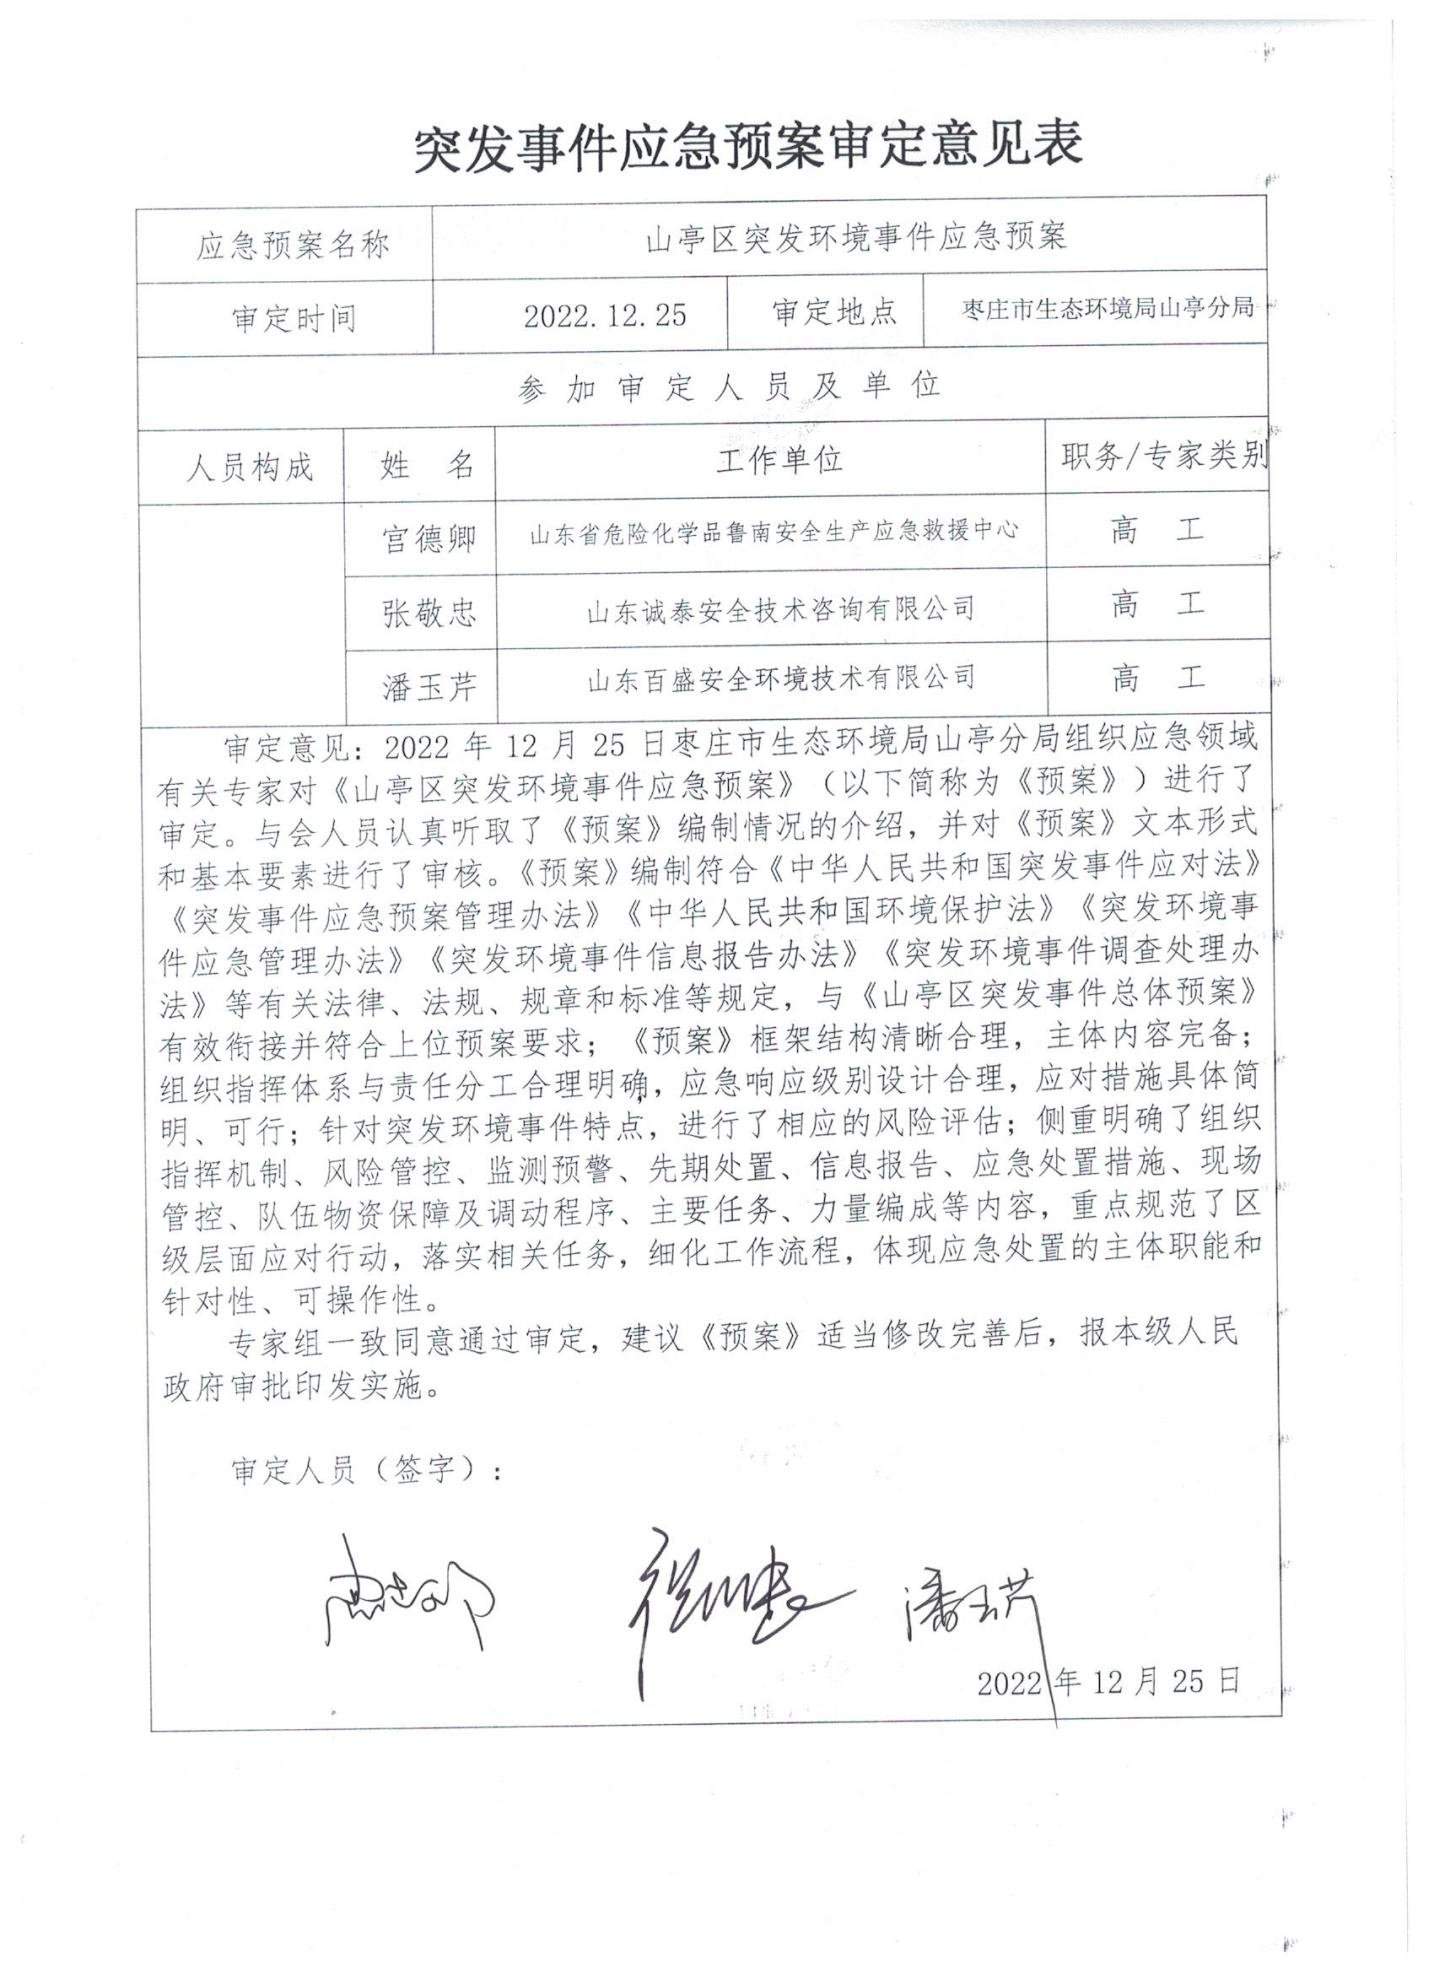 突发事件应急预案审定意见表
应急预案名称 山亭区突发环境事件应急预案
审定时间 2022.12.25 审定地点 枣庄市生态环境局山亭分局
参加审定人员及单位
人员构成 姓 名 工作单位 职务/专家类别
宫德卿 山东省危险化学品鲁南安全生产应急救援中心 高 工
张敬忠 山东诚泰安全技术咨询有限公司 高 工
潘玉芹 山东百盛安全环境技术有限公司 高 工
审定意见：2022 年 12 月 25 日枣庄市生态环境局山亭分局组织应急领域
有关专家对《山亭区突发环境事件应急预案》（以下简称为《预案》）进行了
审定。与会人员认真听取了《预案》编制情况的介绍，并对《预案》文本形式
和基本要素进行了审核。《预案》编制符合《中华人民共和国突发事件应对法》
《突发事件应急预案管理办法》《中华人民共和国环境保护法》《突发环境事
件应急管理办法》《突发环境事件信息报告办法》《突发环境事件调查处理办
法》等有关法律、法规、规章和标准等规定，与《山亭区突发事件总体预案》
有效衔接并符合上位预案要求；《预案》框架结构清晰合理，主体内容完备；
组织指挥体系与责任分工合理明确，应急响应级别设计合理，应对措施具体简
明、可行；针对突发环境事件特点，进行了相应的风险评估；侧重明确了组织
指挥机制、风险管控、监测预警、先期处置、信息报告、应急处置措施、现场
管控、队伍物资保障及调动程序、主要任务、力量编成等内容，重点规范了区
级层面应对行动，落实相关任务，细化工作流程，体现应急处置的主体职能和
针对性、可操作性。
专家组一致同意通过审定，建议《预案》适当修改完善后，报本级人民
政府审批印发实施。
审定人员（签字）：
潘玉芹
2022 年 12 月 25 日